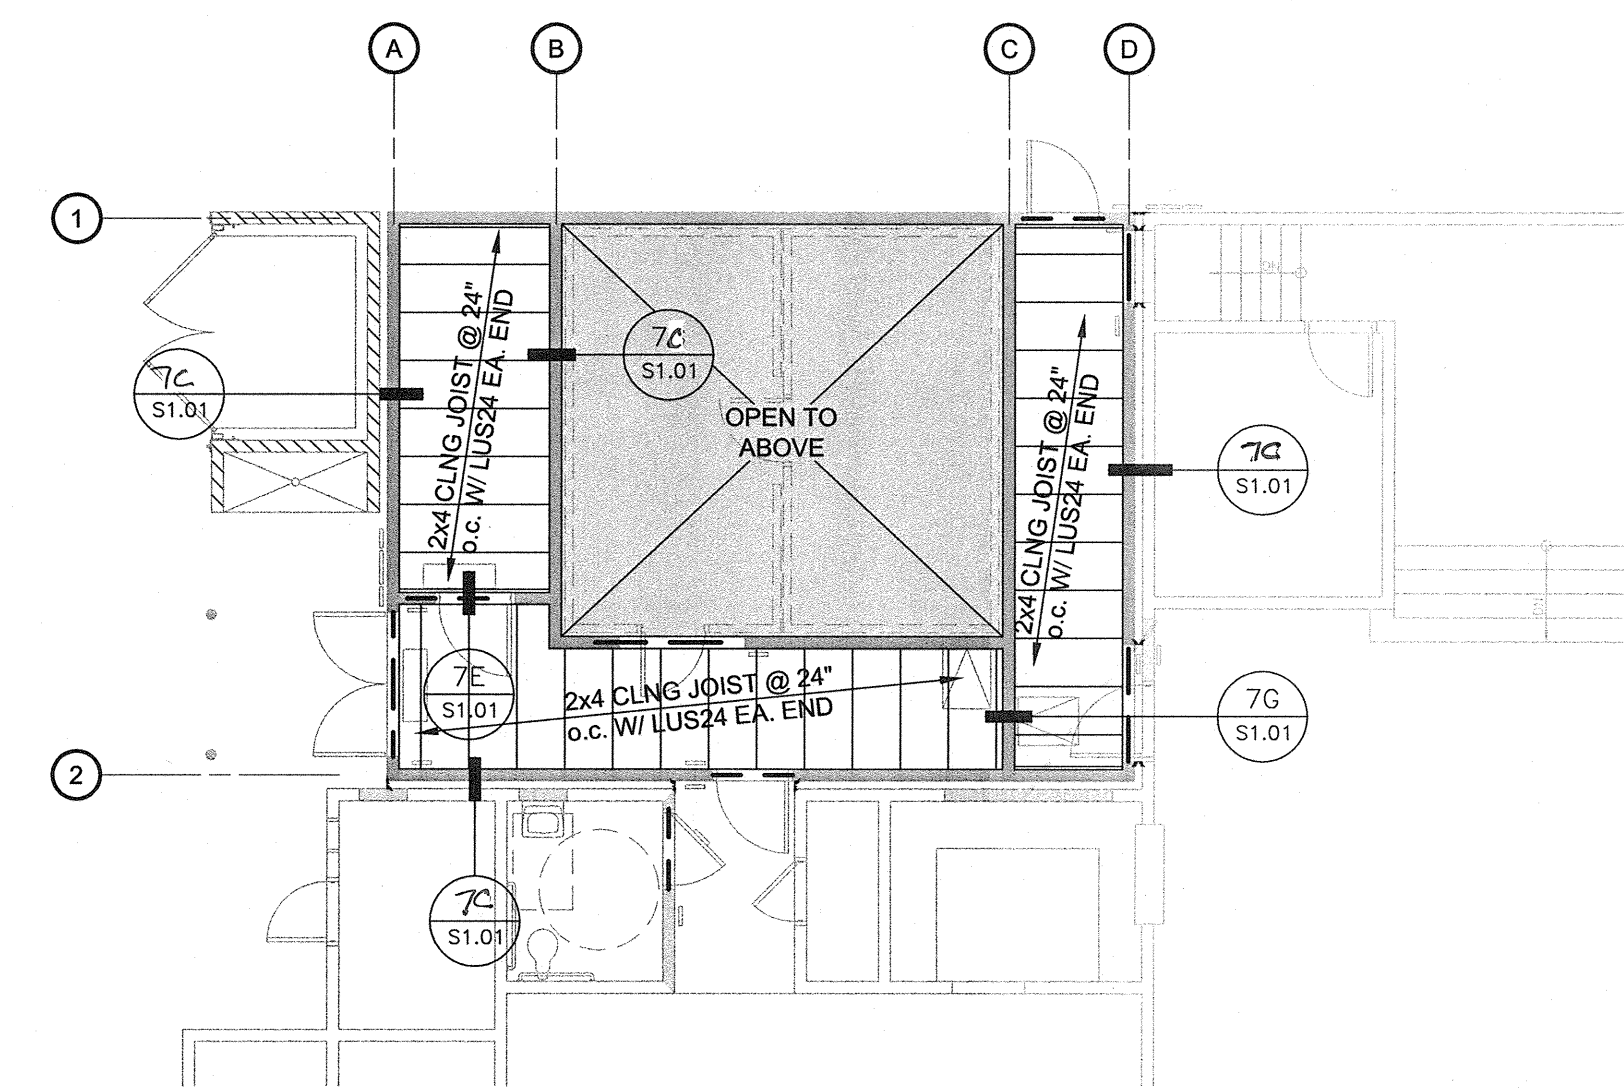 A
B
C
D
1
2x4 CLNG JOIST @ 24"
o.c. W/ LUS24 EA. END
7C
S1.01
7C
S1.01
OPEN TO
ABOVE
2x4 CLNG JOIST @ 24"
o.c. W/ LUS24 EA. END
7C
S1.01
DN
DN
7E
S1.01
2x4 CLNG JOIST @ 24"
o.c. W/ LUS24 EA. END
7G
S1.01
2
7C
S1.01